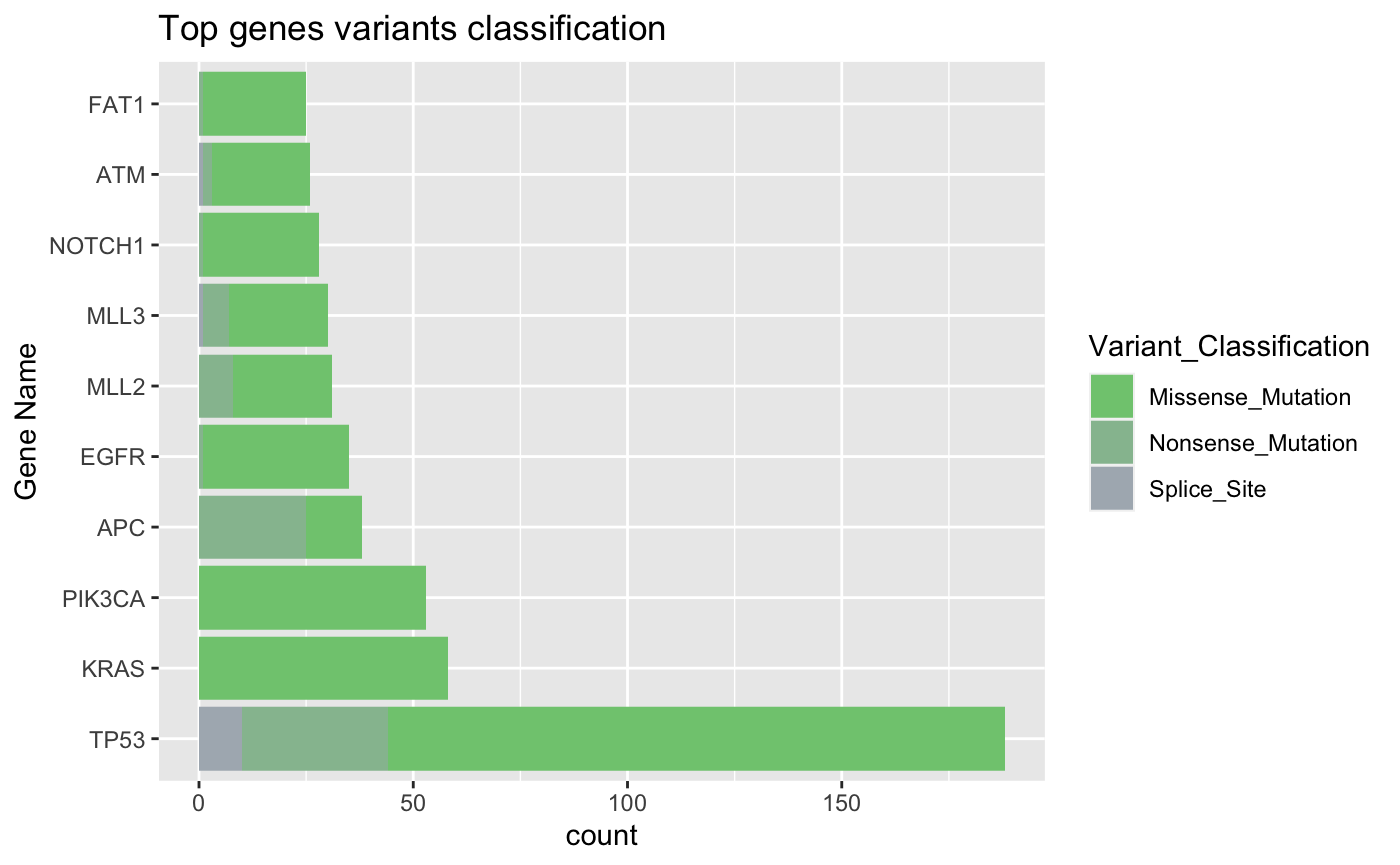 Top genes variants classification
FAT1
ATM
NOTCH1
MLL3
MLL2
EGFR
APC
PIK3CA
KRAS
TP53
Gene Name
0 50 100 150
count
Variant_Classification
Missense_Mutation
Nonsense_Mutation
Splice_Site